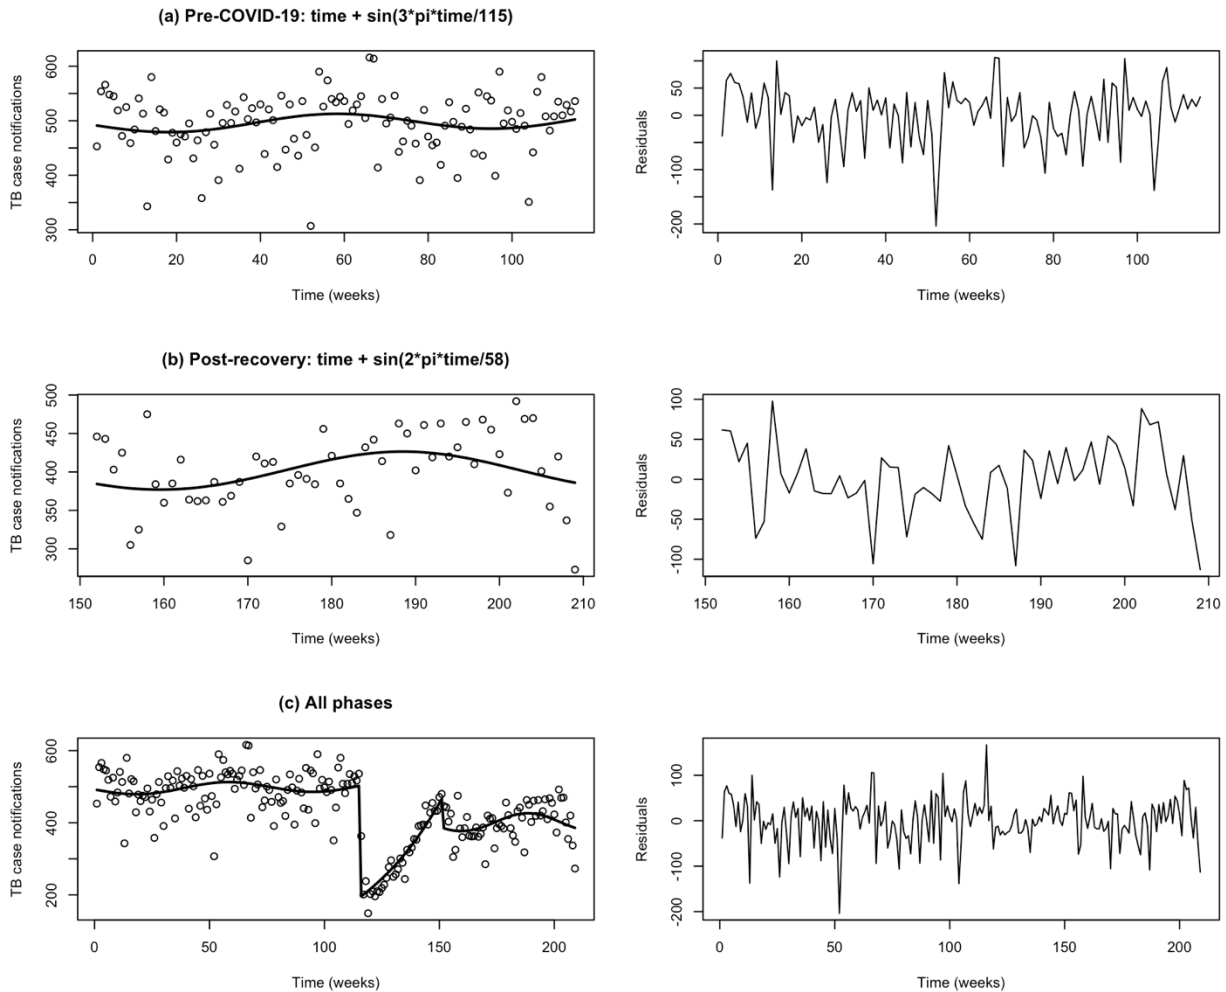 (a) Pre-COVID-19: time + sin(3*pi*time/115)
TB case notifications
300 400 500 600
0 20 40 60 80 100
Time (weeks)
Residuals
-200 -100 0 50
0 20 40 60 80 100
Time (weeks)
(b) Post-recovery: time + sin(2*pi*time/58)
TB case notifications
300 350 400 450 500
150 160 170 180 190 200 210
Time (weeks)
Residuals
-100 -50 0 50 100
150 160 170 180 190 200 210
Time (weeks)
(c) All phases
TB case notifications
200 400 600
0 50 100 150 200
Time (weeks)
Residuals
-200 -100 0 100
0 50 100 150 200
Time (weeks)